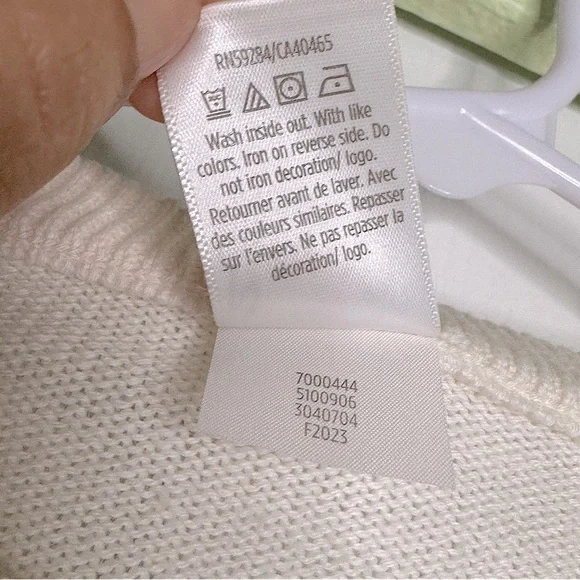 RN59284/CA40465
Wash inside out. With like
colors. Iron on reverse side. Do
not iron decoration/ logo.
Retourner avant de laver. Avec
des couleurs similaires. Repasser
sur l'envers. Ne pas repasser la
décoration/ logo.
7000444
5100906
3040704
F2023